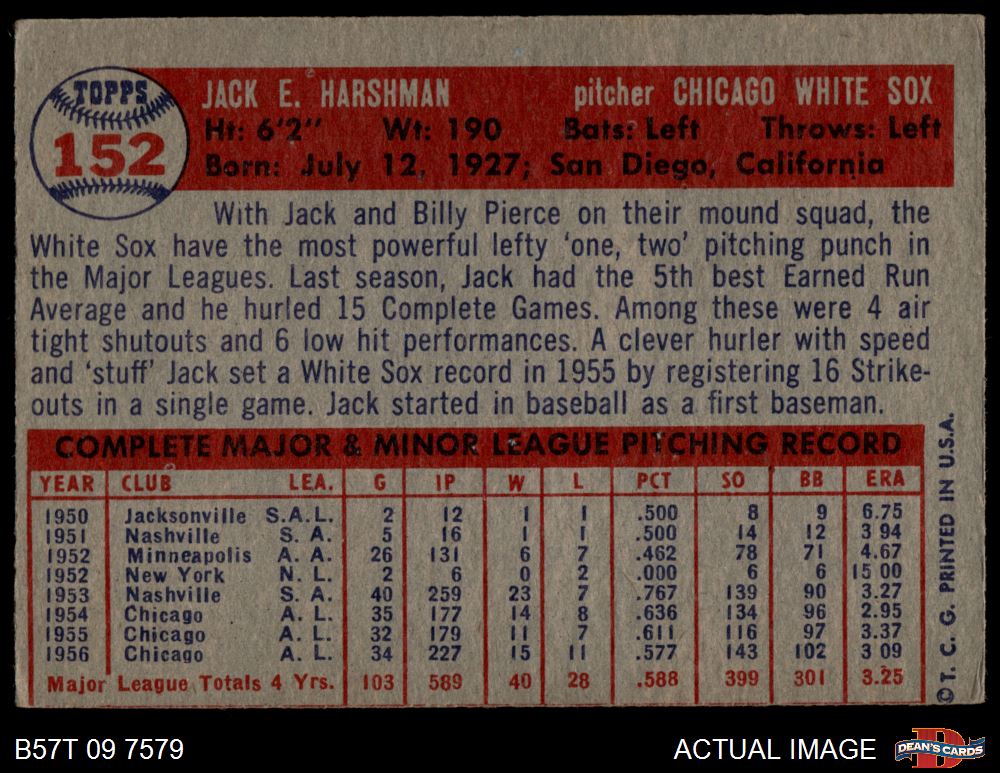 TOPPS
152
JACK E. HARSHMAN pitcher CHICAGO WHITE SOX
Ht: 6'2" Wt: 190 Bats: Left Throws: Left
Born: July 12, 1927; San Diego, California
With Jack and Billy Pierce on their mound squad, the
White Sox have the most powerful lefty 'one, two' pitching punch in
the Major Leagues. Last season, Jack had the 5th best Earned Run
Average and he hurled 15 Complete Games. Among these were 4 air
tight shutouts and 6 low hit performances. A clever hurler with speed
and 'stuff' Jack set a White Sox record in 1955 by registering 16 Strike-
outs in a single game. Jack started in baseball as a first baseman.
COMPLETE MAJOR & MINOR LEAGUE PITCHING RECORD
YEAR CLUB LEA. G IP W L PCT SO BB ERA
1950 Jacksonville S.A.L. 2 12 1 1 .500 8 9 6.75
1951 Nashville S. A. 5 16 1 1 .500 14 12 3 94
1952 Minneapolis A. A. 26 131 6 7 .462 78 71 4.67
1952 New York N. L. 2 6 0 2 .000 6 6 15 00
1953 Nashville S. A. 40 259 23 7 .767 139 90 3.27
1954 Chicago A. L. 35 177 14 8 .636 134 96 2.95
1955 Chicago A. L. 32 179 11 7 .611 116 97 3.37
1956 Chicago A. L. 34 227 15 11 .577 143 102 3 09
Major League Totals 4 Yrs. 103 589 40 28 .588 399 301 3.25
© T. C. G. PRINTED IN U.S.A.
B57T 09 7579 ACTUAL IMAGE DEAN'S CARDS